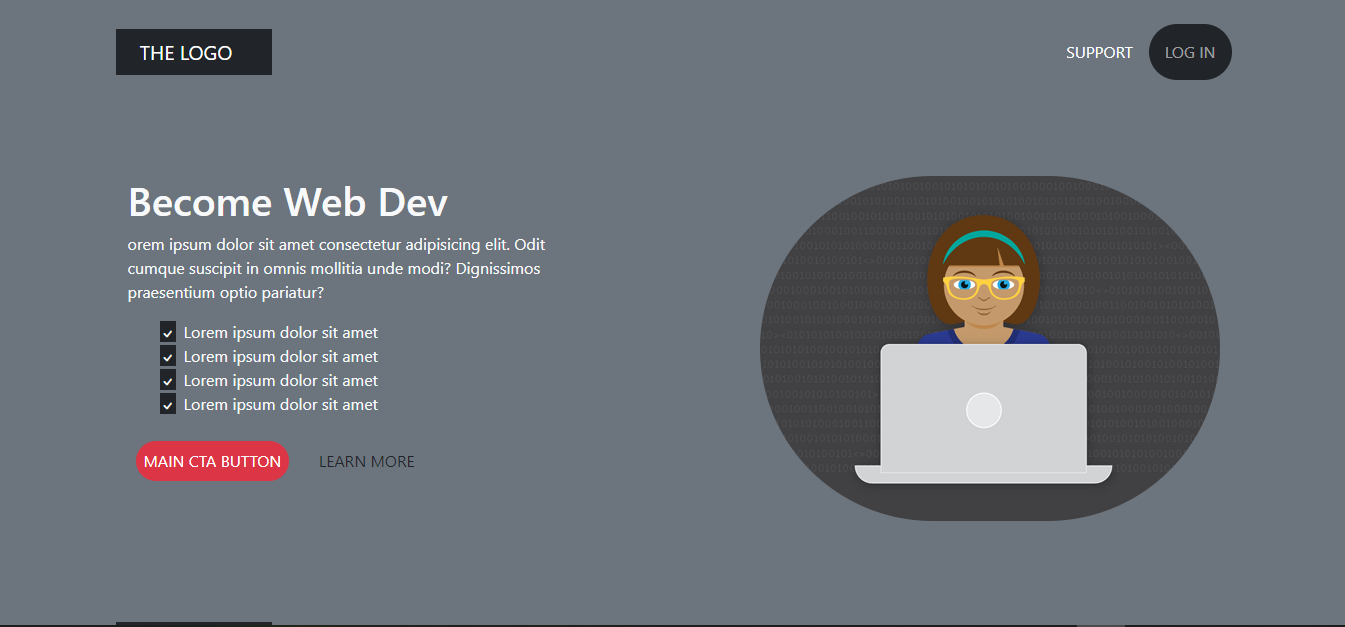 THE LOGO
SUPPORT
LOG IN
Become Web Dev
orem ipsum dolor sit amet consectetur adipisicing elit. Odit
cumque suscipit in omnis mollitia unde modi? Dignissimos
praesentium optio pariatur?
Lorem ipsum dolor sit amet
Lorem ipsum dolor sit amet
Lorem ipsum dolor sit amet
Lorem ipsum dolor sit amet
MAIN CTA BUTTON
LEARN MORE